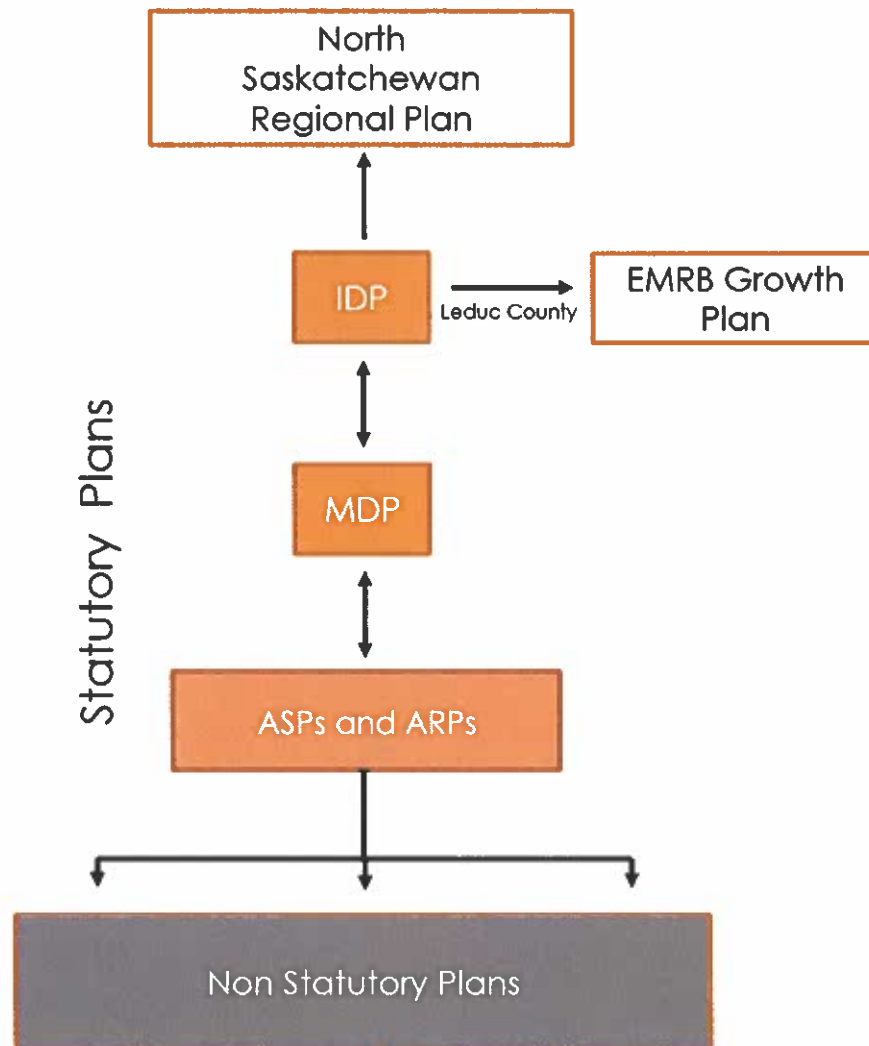 North
Saskatchewan
Regional Plan
IDP
Leduc County
EMRB Growth
Plan
MDP
Statutory Plans
ASPs and ARPs
Non Statutory Plans